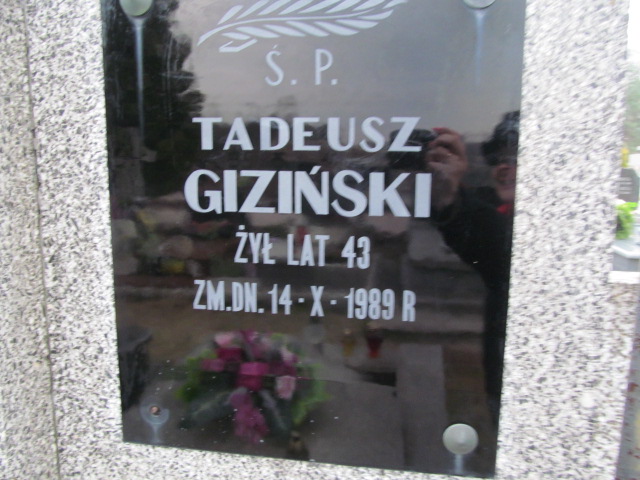 Ś. P.
TADEUSZ
GIZIŃSKI
ŻYŁ LAT 43
ZM.DN. 14-X-1989 R